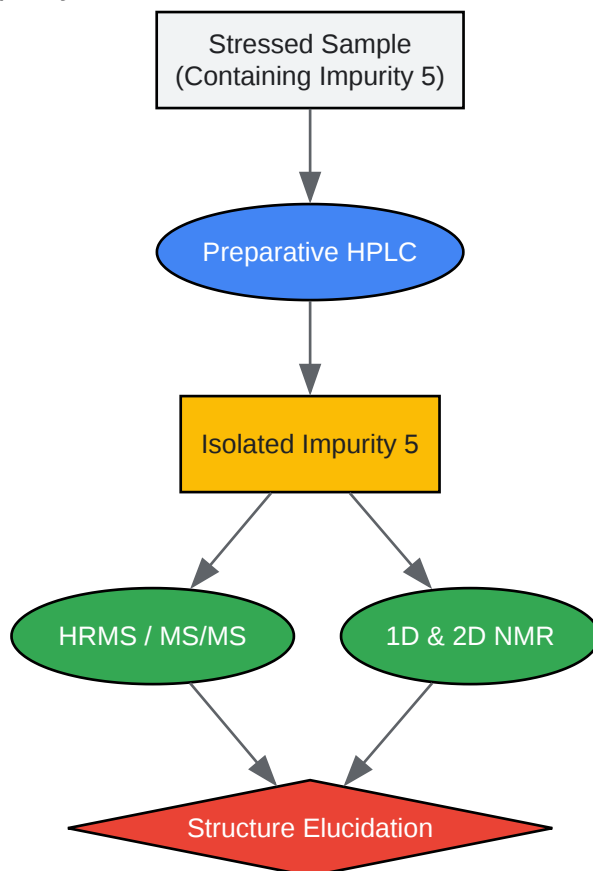 Stressed Sample
(Containing Impurity 5)
Preparative HPLC
Isolated Impurity 5
HRMS / MS/MS
1D & 2D NMR
Structure Elucidation